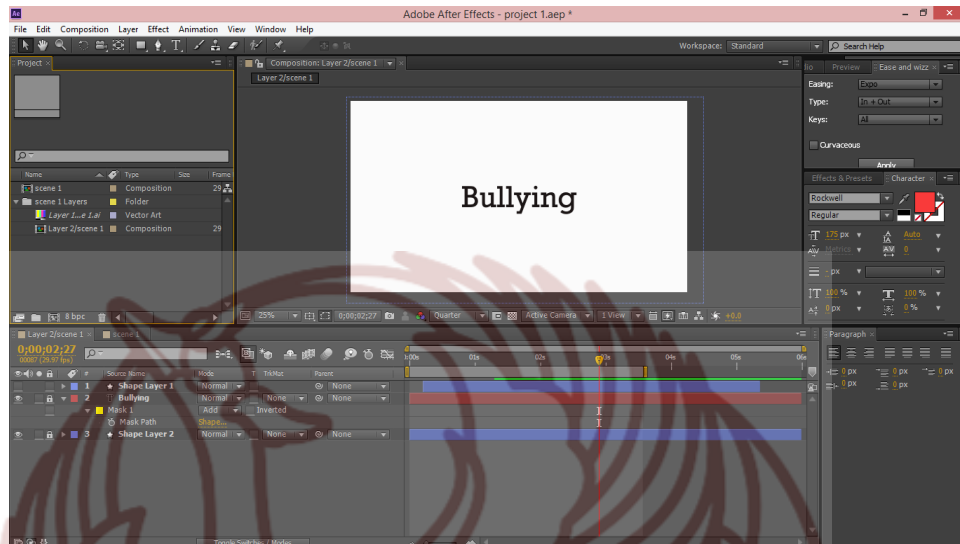 Ae
Adobe After Effects - project 1.aep *
File Edit Composition Layer Effect Animation View Window Help
Workspace: Standard
Search Help
Project
Composition: Layer 2/scene 1
Layer 2/scene 1
Preview
Ease and wizz
Easing: Expo
Type: In + Out
Keys: All
Curvaceous
Apply
Name Type Size Frame
scene 1 Composition 29
scene 1 Layers Folder
Layer 1...e 1.ai Vector Art
Layer 2/scene 1 Composition 29
Bullying
Effects & Presets Character
Rockwell
Regular
175 px Auto
Metrics 0
- px
100 % 100 %
0 px 0 %
8 bpc
25% 0;00;02;27 Quarter Active Camera 1 View +0.0
Layer 2/scene 1 scene 1
Paragraph
0;00;02;27
00087 (29.97 fps)
01s 02s 04s 05s 06s
# Source Name Mode T TrkMat Parent
1 Shape Layer 1 Normal None
2 T Bullying Normal None None
Mask 1 Add Inverted
Mask Path Shape...
3 Shape Layer 2 Normal None None
0 px 0 px 0 px
0 px 0 px
Toggle Switches / Modes